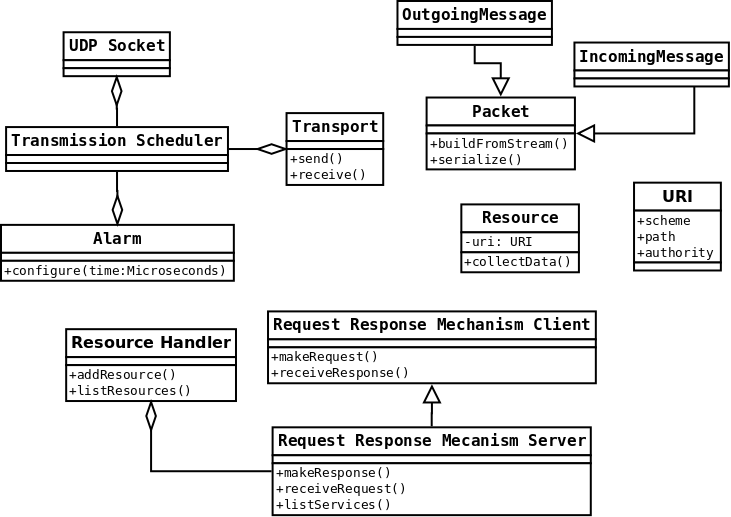 OutgoingMessage
UDP Socket
IncomingMessage
Packet
+buildFromStream()
+serialize()
Transmission Scheduler
Transport
+send()
+receive()
URI
+scheme
+path
+authority
Resource
-uri: URI
+collectData()
Alarm
+configure(time:Microseconds)
Request Response Mechanism Client
+makeRequest()
+receiveResponse()
Resource Handler
+addResource()
+listResources()
Request Response Mecanism Server
+makeResponse()
+receiveRequest()
+listServices()